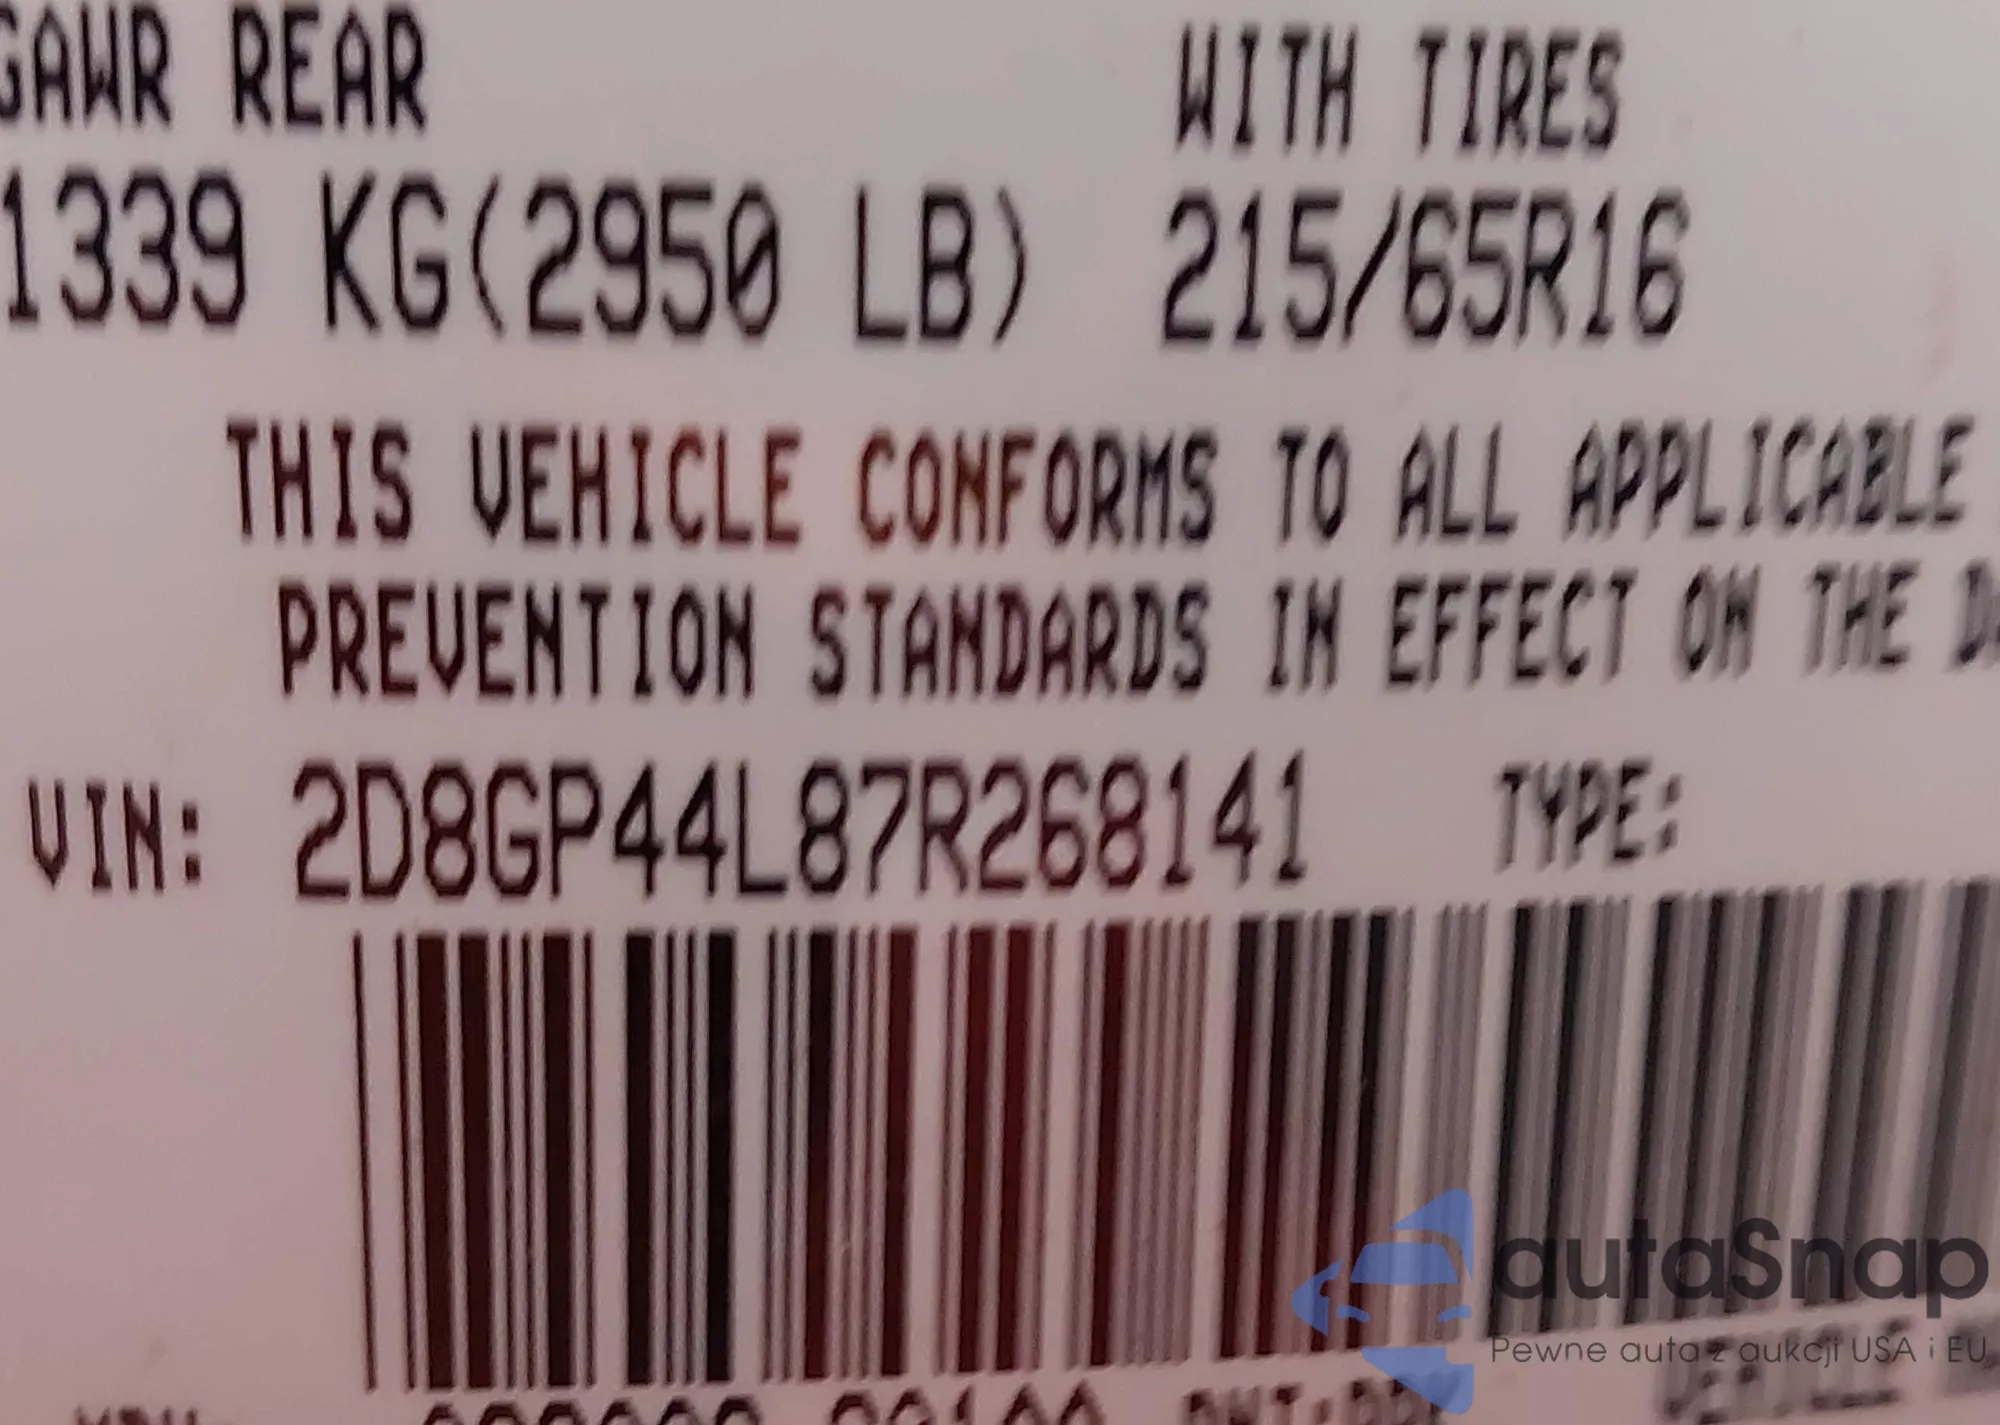 GAWR REAR WITH TIRES
1339 KG(2950 LB) 215/65R16
THIS VEHICLE CONFORMS TO ALL APPLICABLE
PREVENTION STANDARDS IN EFFECT ON THE
VIN: 2D8GP44L87R268141 TYPE:
autaSnap
Pewne auta z aukcji USA i EU